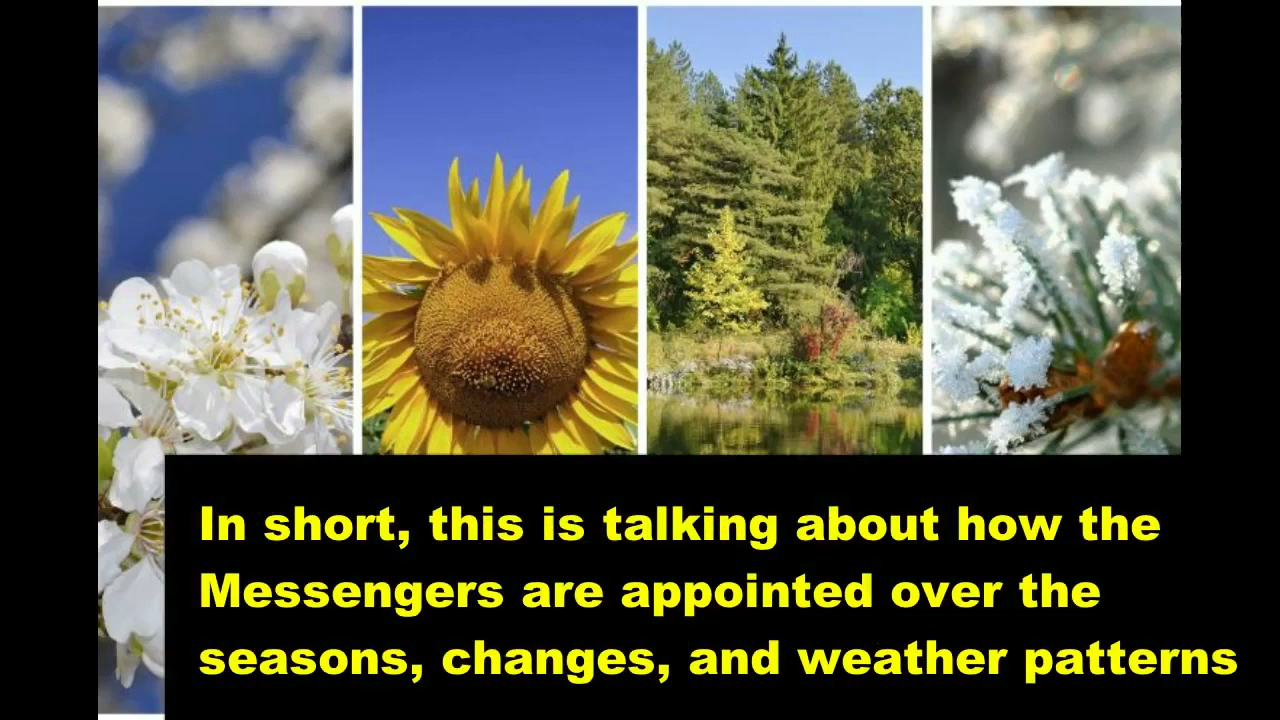 In short, this is talking about how the
Messengers are appointed over the
seasons, changes, and weather patterns